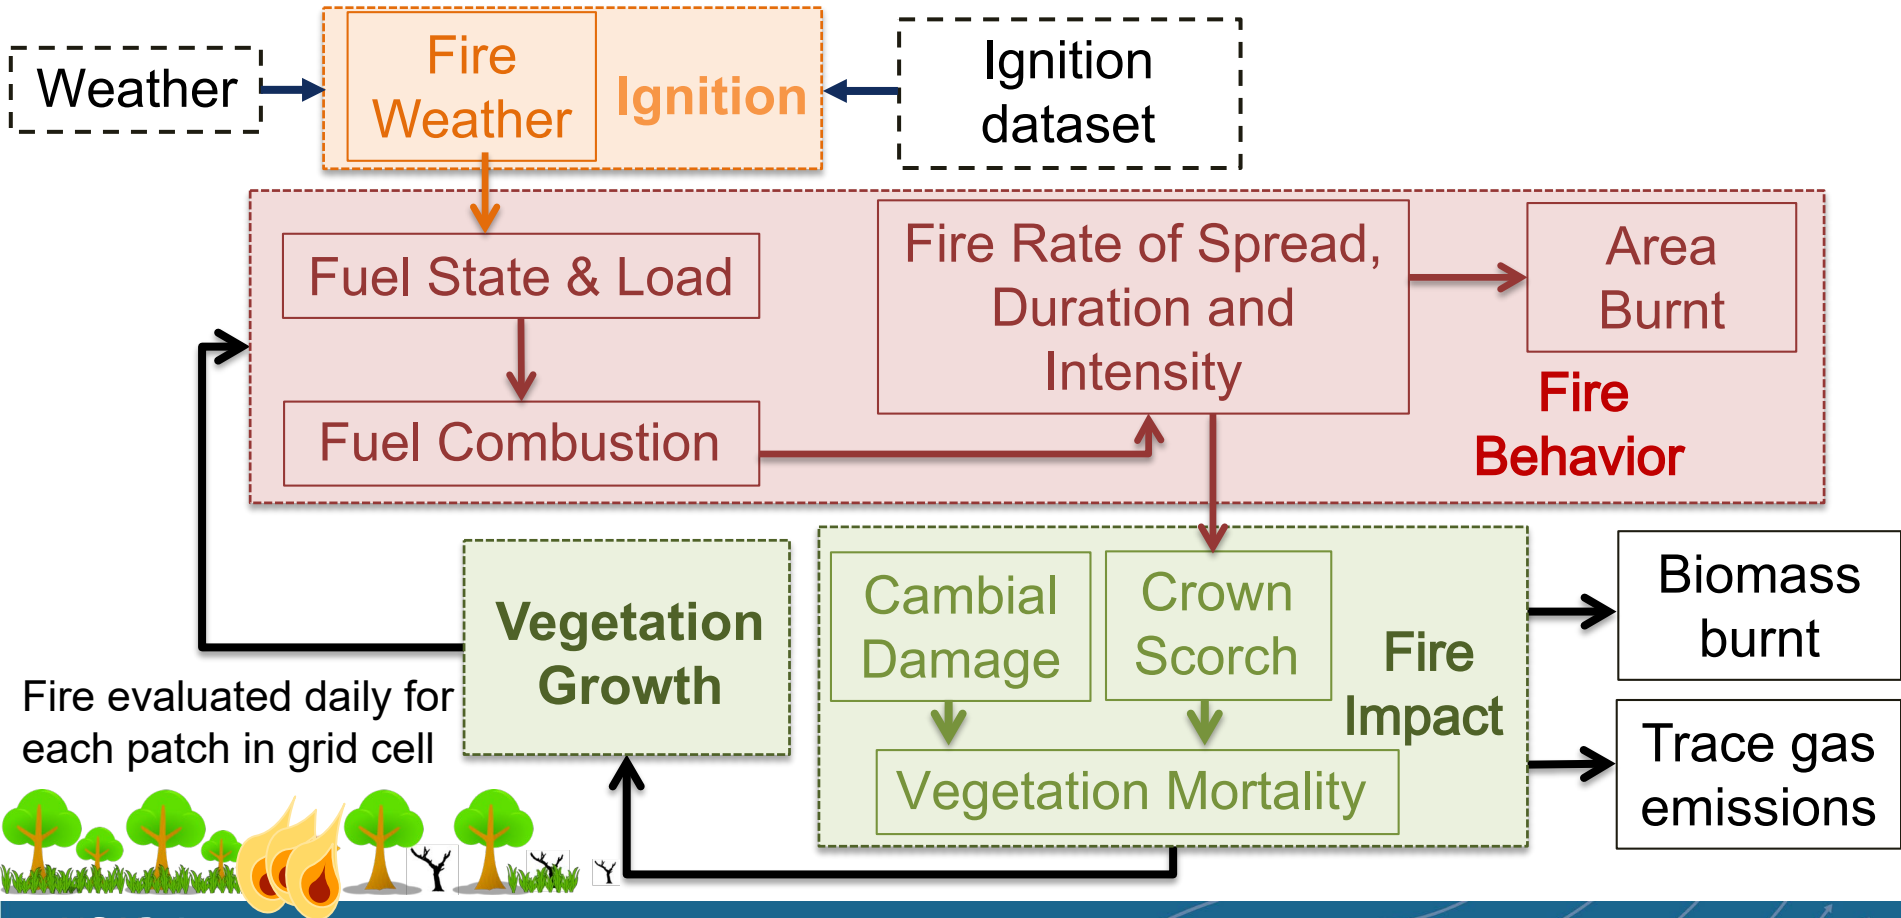 Weather
Fire
Weather
Ignition
Ignition
dataset
Fuel State & Load
Fire Rate of Spread,
Duration and
Intensity
Area
Burnt
Fuel Combustion
Fire
Behavior
Vegetation
Growth
Cambial
Damage
Crown
Scorch
Fire
Impact
Vegetation Mortality
Biomass
burnt
Trace gas
emissions
Fire evaluated daily for
each patch in grid cell